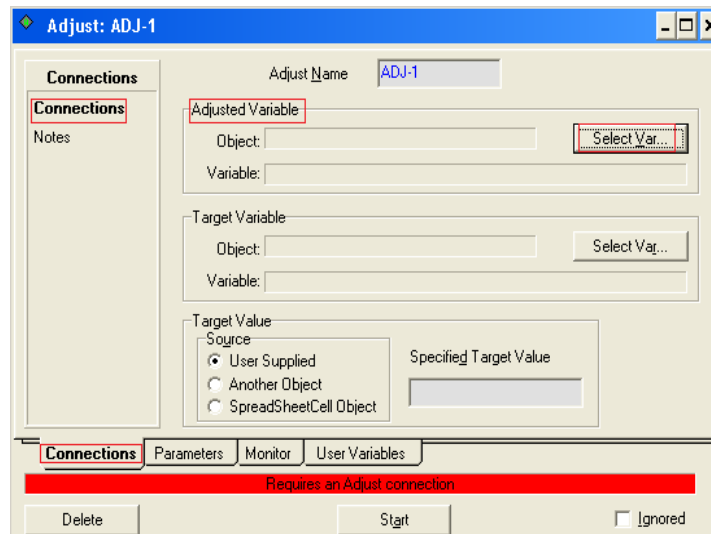 Adjust: ADJ-1
Connections
Connections
Notes
Adjust Name ADJ-1
Adjusted Variable
Object: Select Var...
Variable:
Target Variable
Object: Select Var...
Variable:
Target Value
Source
User Supplied
Another Object
SpreadSheetCell Object
Specified Target Value
Connections Parameters Monitor User Variables
Requires an Adjust connection
Delete Start Ignored